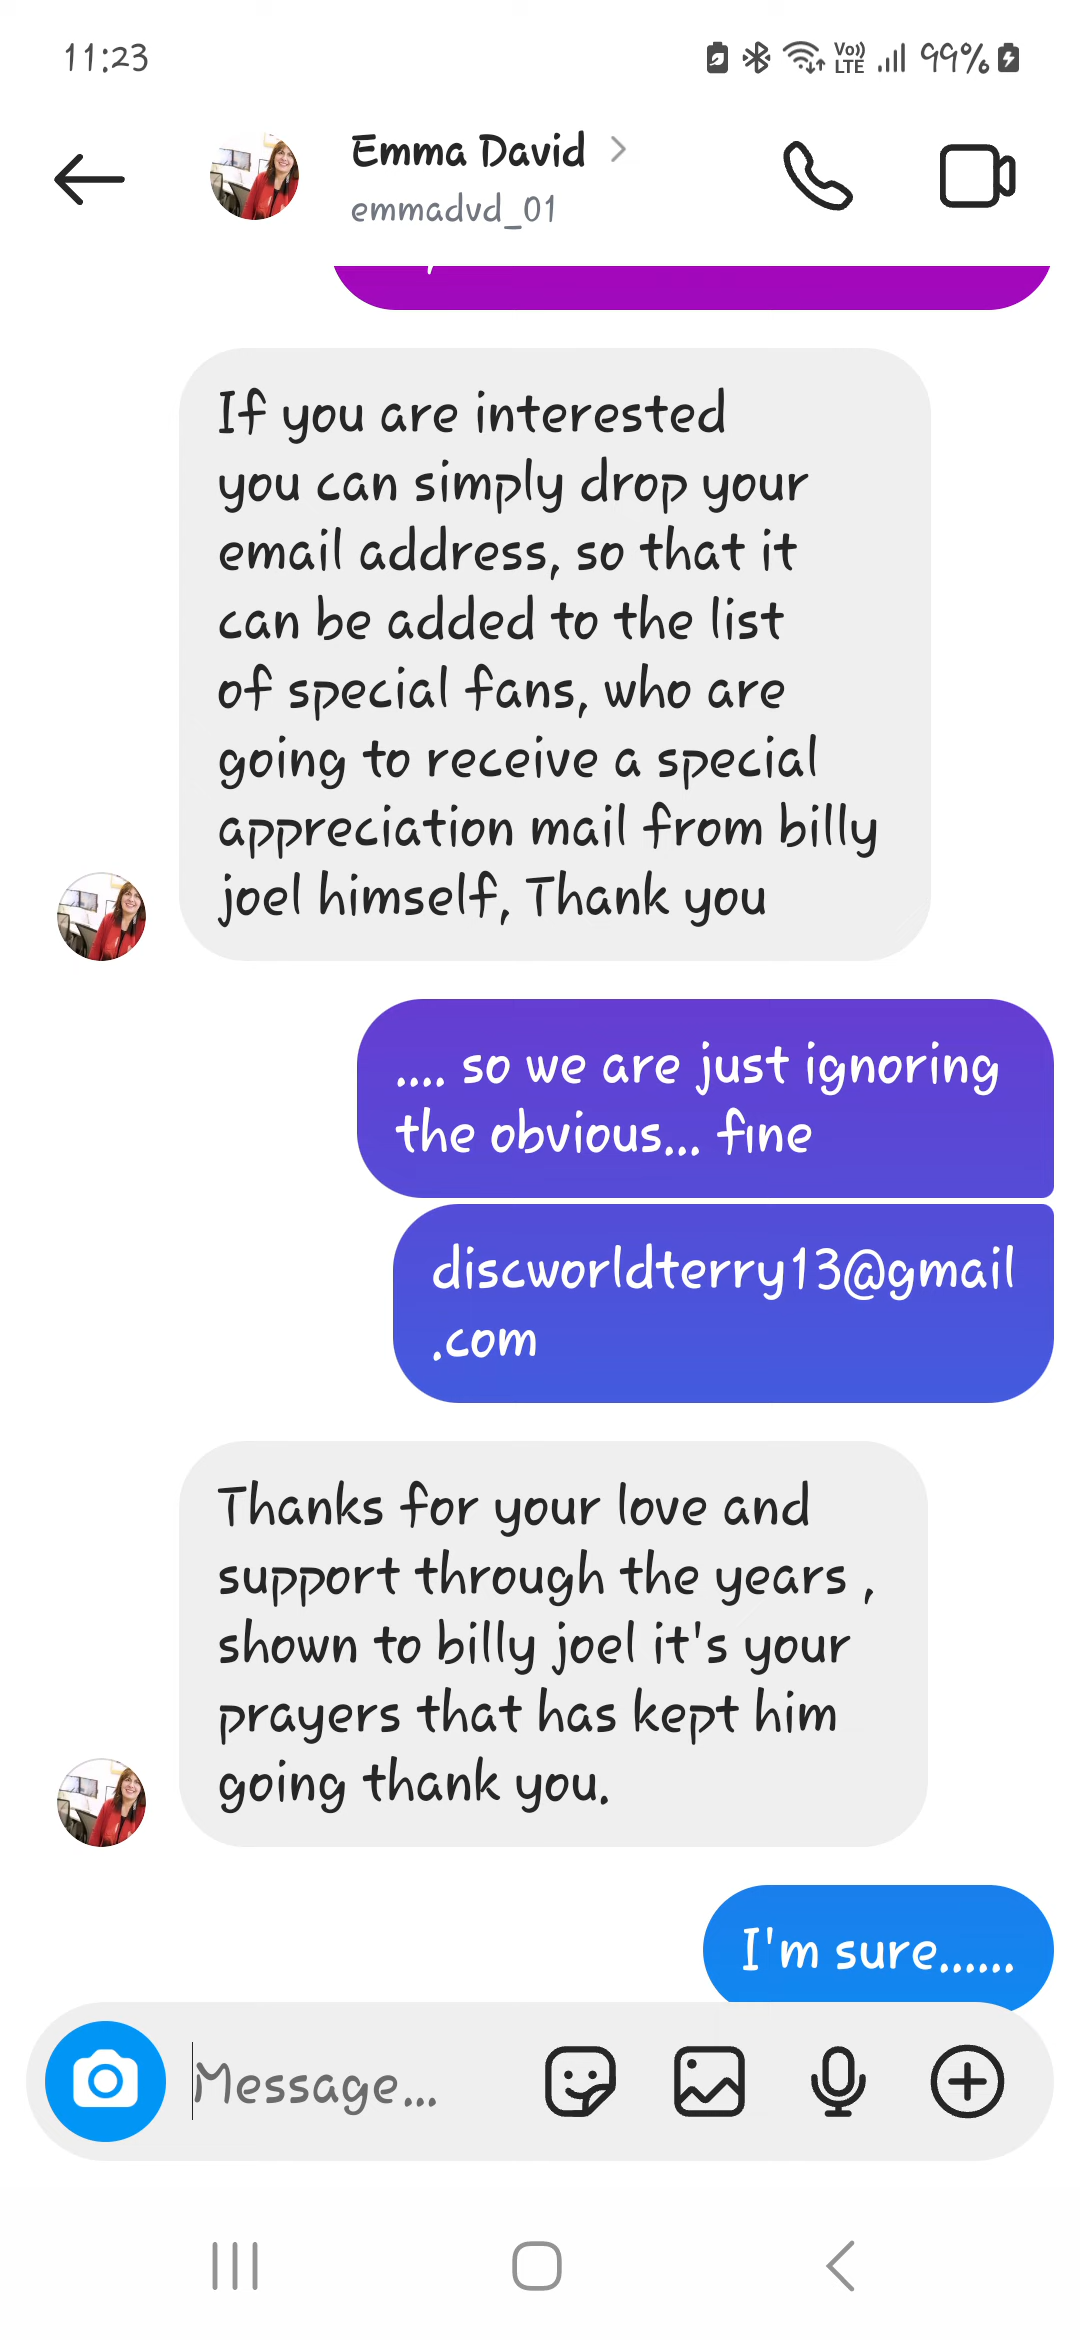 11:23
Vo)) LTE 99%
Emma David
emmadvd_01
If you are interested
you can simply drop your
email address, so that it
can be added to the list
of special fans, who are
going to receive a special
appreciation mail from billy
joel himself, Thank you
.... so we are just ignoring
the obvious... fine
discworldterry13@gmail
.com
Thanks for your love and
support through the years ,
shown to billy joel it's your
prayers that has kept him
going thank you.
I'm sure......
Message...